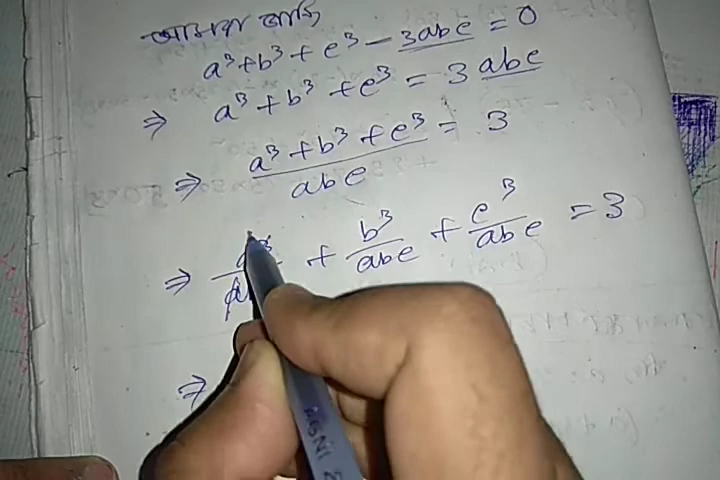 আমরা জানি
a³+b³+c³-3abc=0
⇒ a³+b³+c³=3abc
⇒ a³+b³+c³/abc=3
⇒ + b³/abc + c³/abc = 3
⇒
AGNI